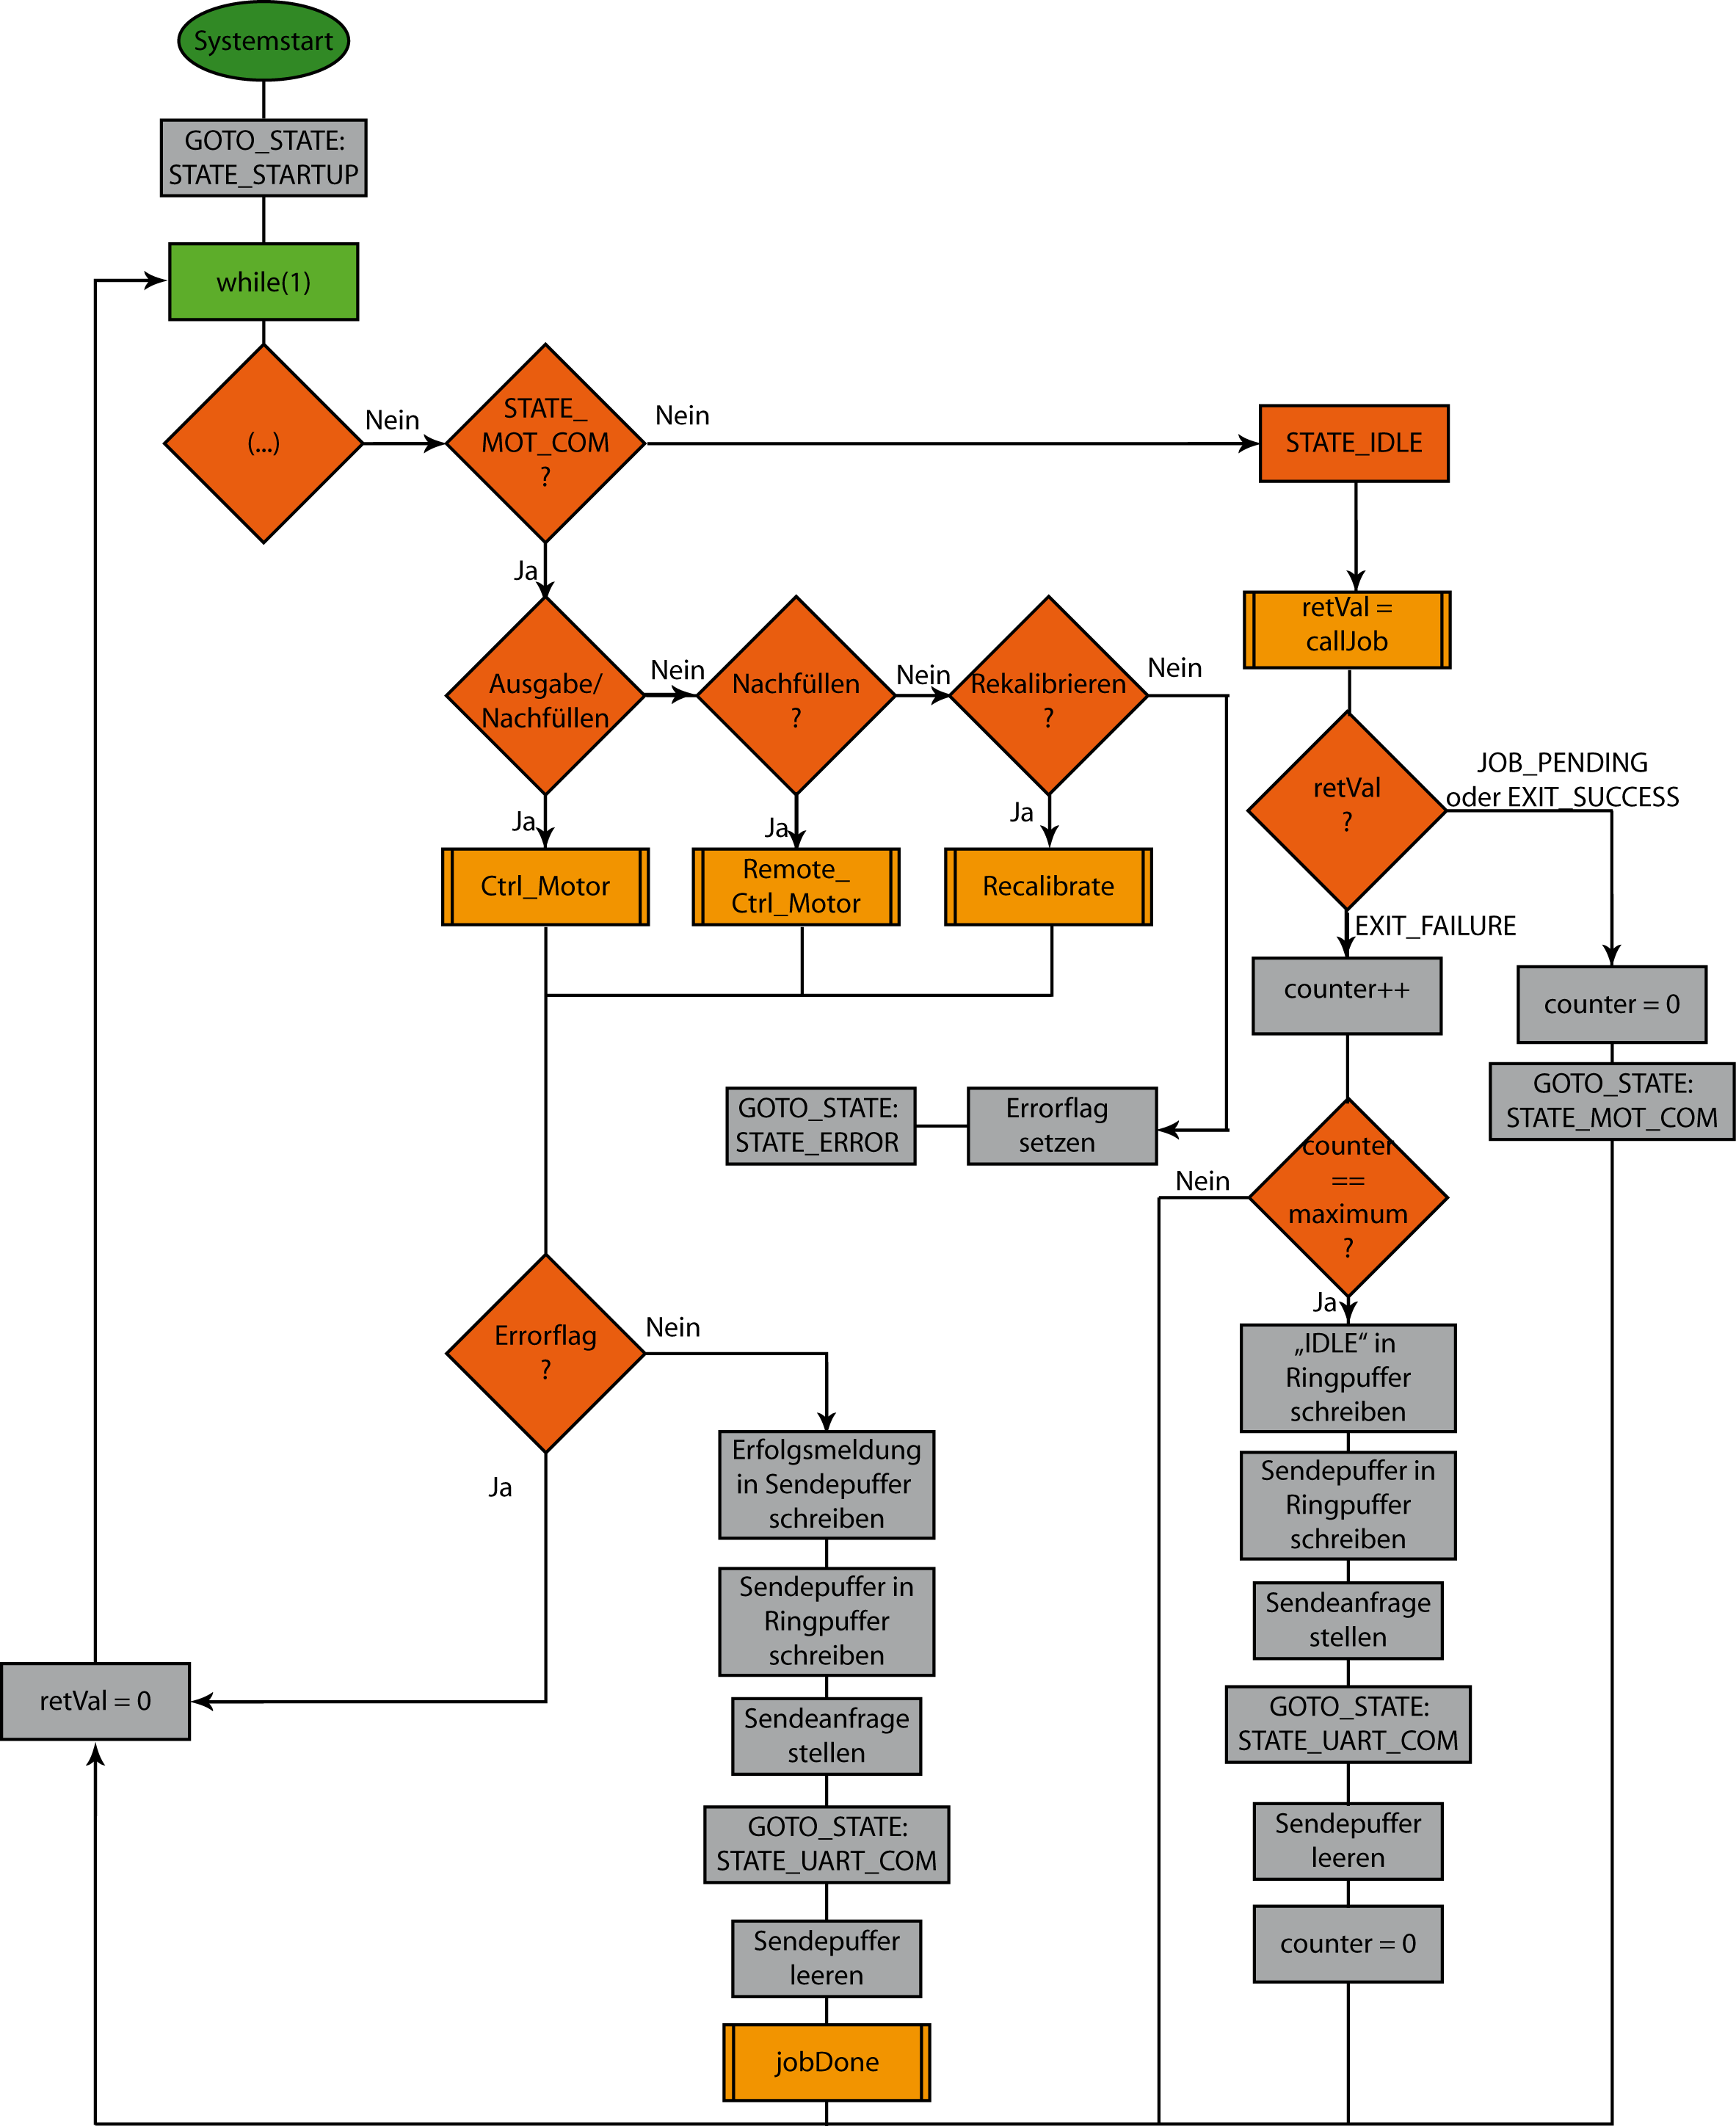 Systemstart
GOTO_STATE:
STATE_STARTUP
while(1)
(...)
Nein
STATE_
MOT_COM
?
Nein
STATE_IDLE
Ja
Ausgabe/
Nachfüllen
Nein
Nachfüllen
?
Nein
Rekalibrieren
?
Nein
retVal =
callJob
retVal
?
JOB_PENDING
oder EXIT_SUCCESS
Ja
Ja
Ja
Ctrl_Motor
Remote_
Ctrl_Motor
Recalibrate
EXIT_FAILURE
counter++
counter = 0
GOTO_STATE:
STATE_MOT_COM
GOTO_STATE:
STATE_ERROR
Errorflag
setzen
counter
==
maximum
?
Nein
Ja
Errorflag
?
Nein
Ja
„IDLE“ in
Ringpuffer
schreiben
Sendepuffer in
Ringpuffer
schreiben
Sendeanfrage
stellen
GOTO_STATE:
STATE_UART_COM
Sendepuffer
leeren
counter = 0
Erfolgsmeldung
in Sendepuffer
schreiben
Sendepuffer in
Ringpuffer
schreiben
Sendeanfrage
stellen
GOTO_STATE:
STATE_UART_COM
Sendepuffer
leeren
jobDone
retVal = 0